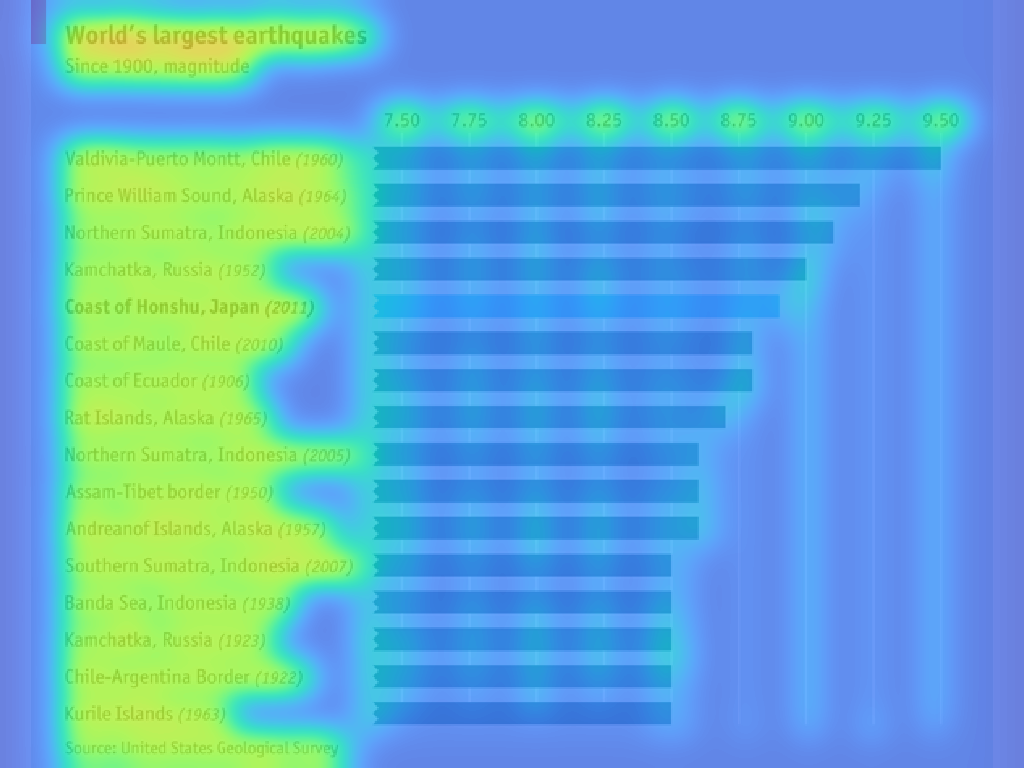 World's largest earthquakes
Since 1900, magnitude
7.50 7.75 8.00 8.25 8.50 8.75 9.00 9.25 9.50
Valdivia-Puerto Montt, Chile (1960)
Prince William Sound, Alaska (1964)
Northern Sumatra, Indonesia (2004)
Kamchatka, Russia (1952)
Coast of Honshu, Japan (2011)
Coast of Maule, Chile (2010)
Coast of Ecuador (1906)
Rat Islands, Alaska (1965)
Northern Sumatra, Indonesia (2005)
Assam-Tibet border (1950)
Andreanof Islands, Alaska (1957)
Southern Sumatra, Indonesia (2007)
Banda Sea, Indonesia (1938)
Kamchatka, Russia (1923)
Chile-Argentina Border (1922)
Kurile Islands (1963)
Source: United States Geological Survey